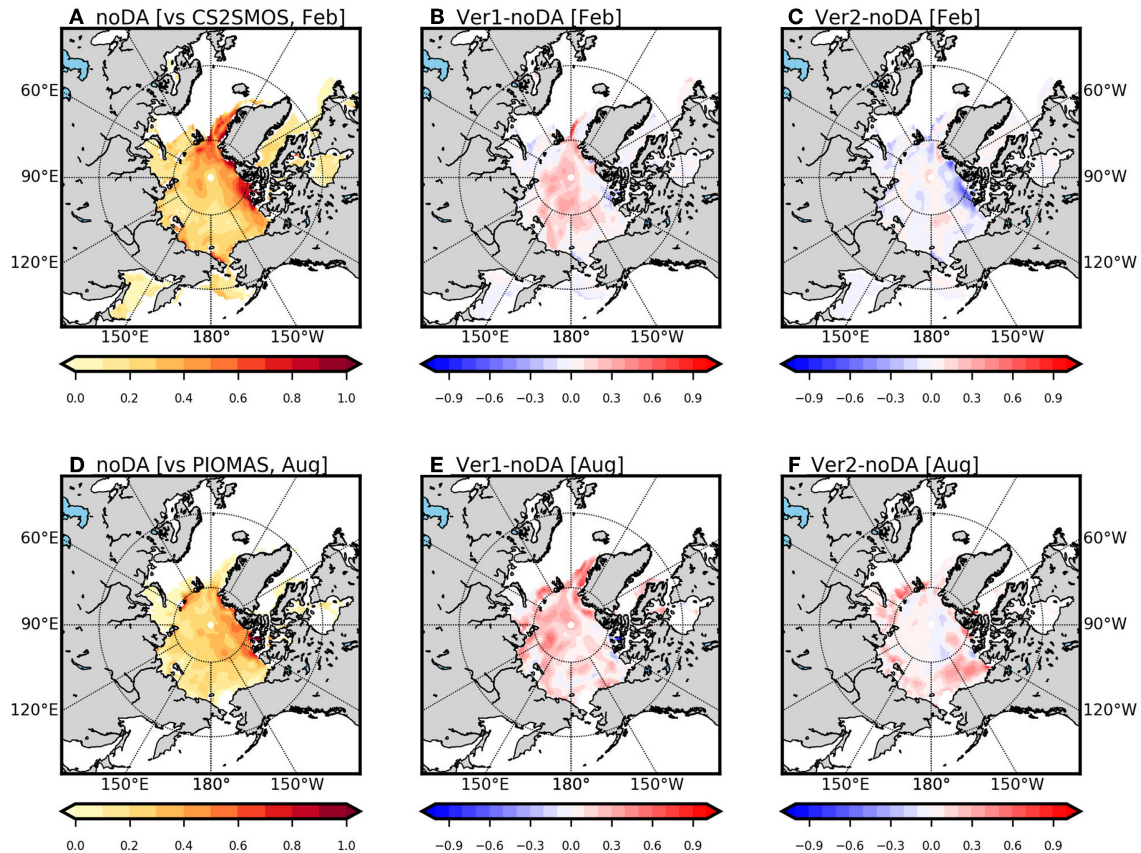 A noDA [vs CS2SMOS, Feb]
B Ver1-noDA [Feb]
C Ver2-noDA [Feb]
60°E 60°W
90°E 90°W
120°E 120°W
150°E 180 150°W 150°E 180 150°W 150°E 180 150°W
0.0 0.2 0.4 0.6 0.8 1.0
−0.9 −0.6 −0.3 0.0 0.3 0.6 0.9
−0.9 −0.6 −0.3 0.0 0.3 0.6 0.9
D noDA [vs PIOMAS, Aug]
E Ver1-noDA [Aug]
F Ver2-noDA [Aug]
60°E 60°W
90°E 90°W
120°E 120°W
150°E 180 150°W 150°E 180 150°W 150°E 180 150°W
0.0 0.2 0.4 0.6 0.8 1.0
−0.9 −0.6 −0.3 0.0 0.3 0.6 0.9
−0.9 −0.6 −0.3 0.0 0.3 0.6 0.9